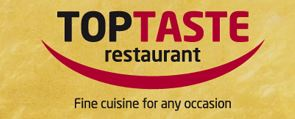 TOPTASTE
restaurant
Fine cuisine for any occasion